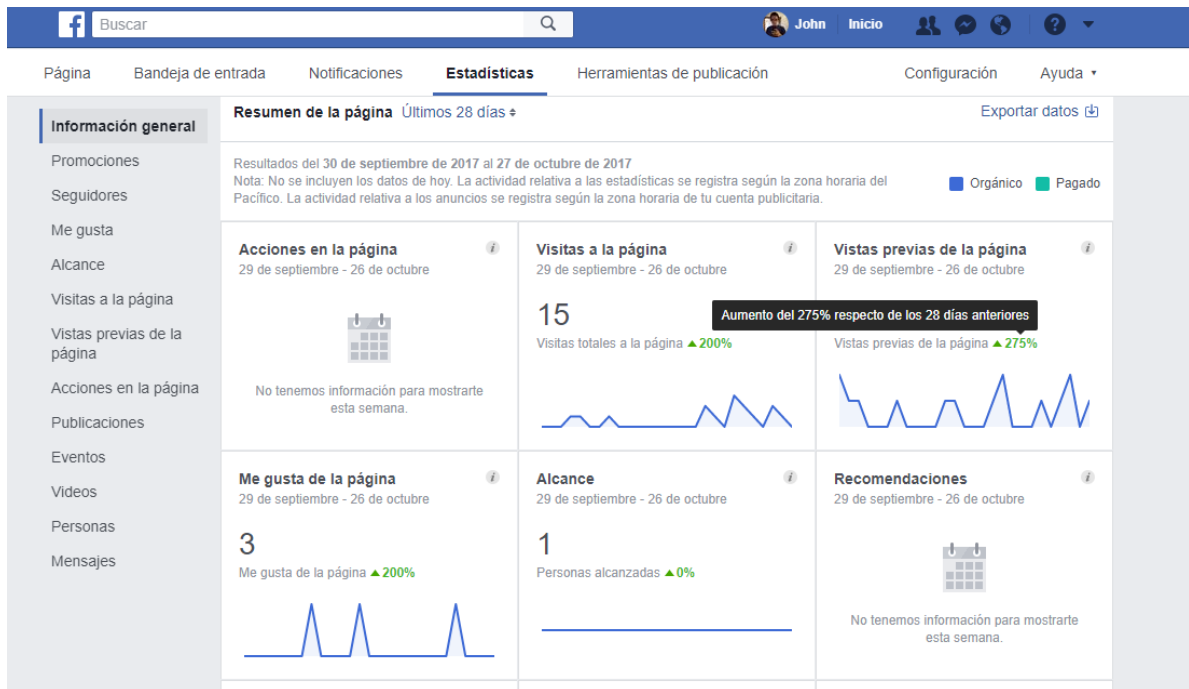 f Buscar John Inicio ?
Página Bandeja de entrada Notificaciones Estadísticas Herramientas de publicación Configuración Ayuda
Información general
Promociones
Seguidores
Me gusta
Alcance
Visitas a la página
Vistas previas de la
página
Acciones en la página
Publicaciones
Eventos
Videos
Personas
Mensajes
Resumen de la página Últimos 28 días
Exportar datos
Resultados del 30 de septiembre de 2017 al 27 de octubre de 2017
Nota: No se incluyen los datos de hoy. La actividad relativa a las estadísticas se registra según la zona horaria del
Pacífico. La actividad relativa a los anuncios se registra según la zona horaria de tu cuenta publicitaria.
Orgánico Pagado
Acciones en la página i
29 de septiembre - 26 de octubre
No tenemos información para mostrarte
esta semana.
Visitas a la página i
29 de septiembre - 26 de octubre
15
Visitas totales a la página ▲200%
Vistas previas de la página i
29 de septiembre - 26 de octubre
Aumento del 275% respecto de los 28 días anteriores
Vistas previas de la página ▲275%
Me gusta de la página i
29 de septiembre - 26 de octubre
3
Me gusta de la página ▲200%
Alcance i
29 de septiembre - 26 de octubre
1
Personas alcanzadas ▲0%
Recomendaciones i
29 de septiembre - 26 de octubre
No tenemos información para mostrarte
esta semana.